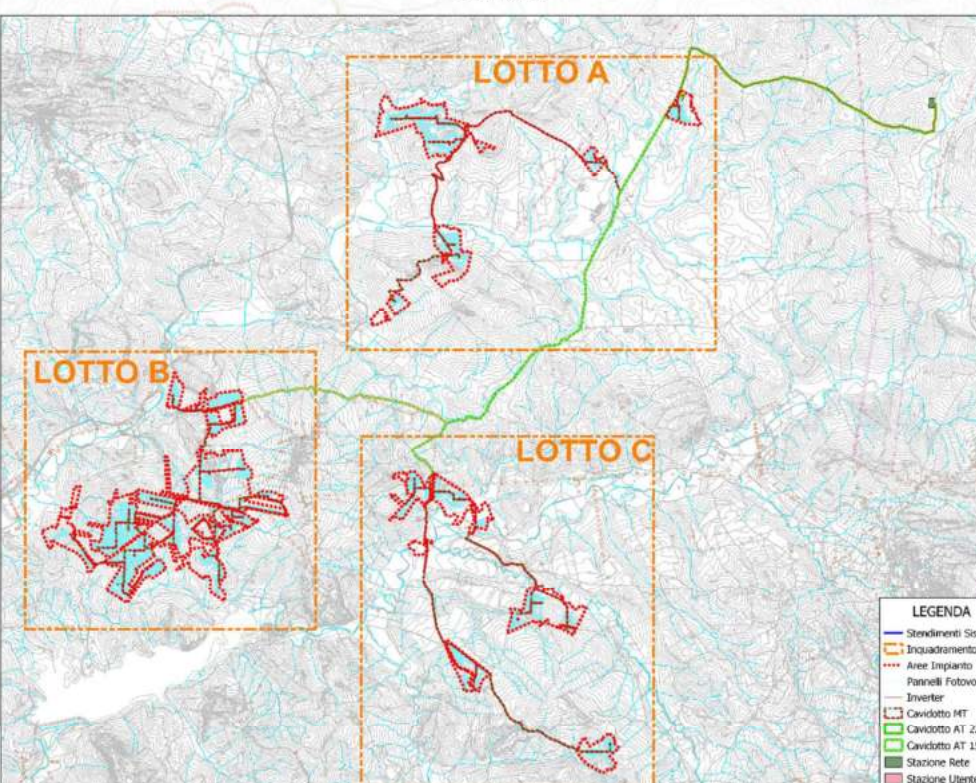 LOTTO A
LOTTO B
LOTTO C
LEGENDA
Stendimenti Sis
Inquadramento
Aree Impianto
Pannelli Fotovo
Inverter
Cavidotto MT
Cavidotto AT 2
Cavidotto AT 1
Stazione Rete
Stazione Uten